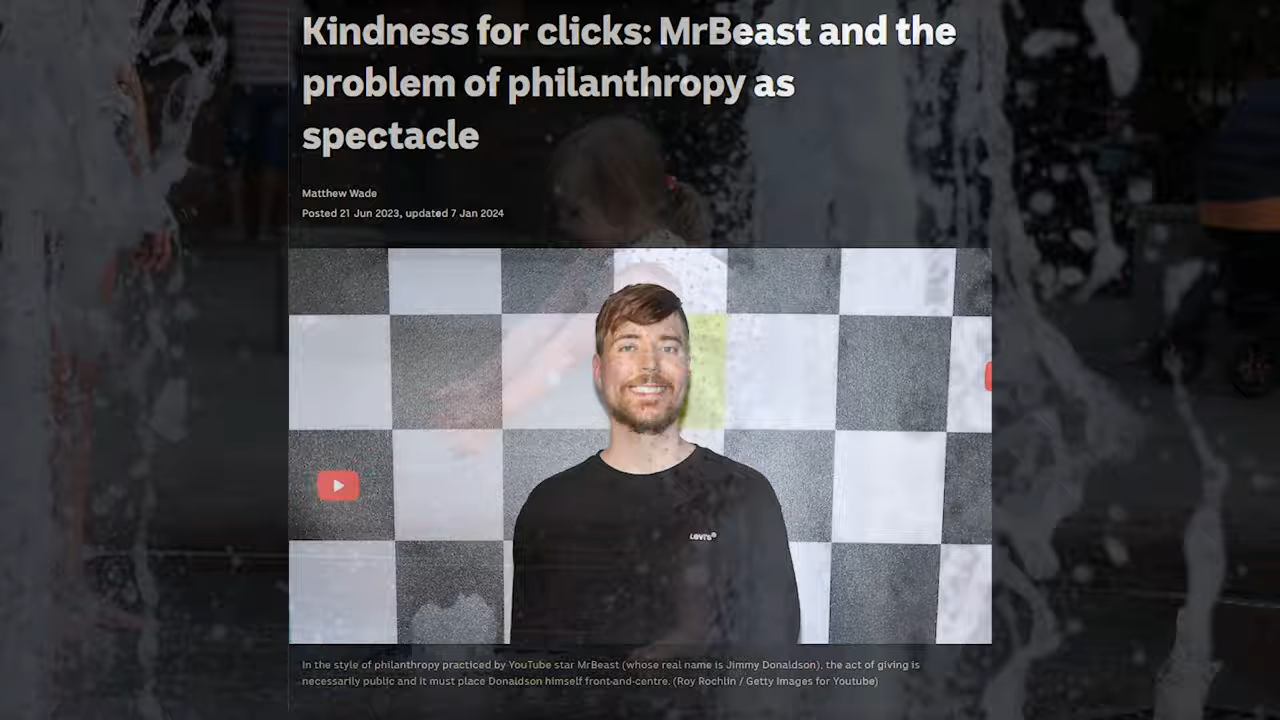 Kindness for clicks: MrBeast and the
problem of philanthropy as
spectacle
Matthew Wade
Posted 21 Jun 2023, updated 7 Jan 2024
Levi's®
In the style of philanthropy practiced by YouTube star MrBeast (whose real name is Jimmy Donaldson), the act of giving is
necessarily public and it must place Donaldson himself front-and-centre. (Roy Rochlin / Getty Images for Youtube)